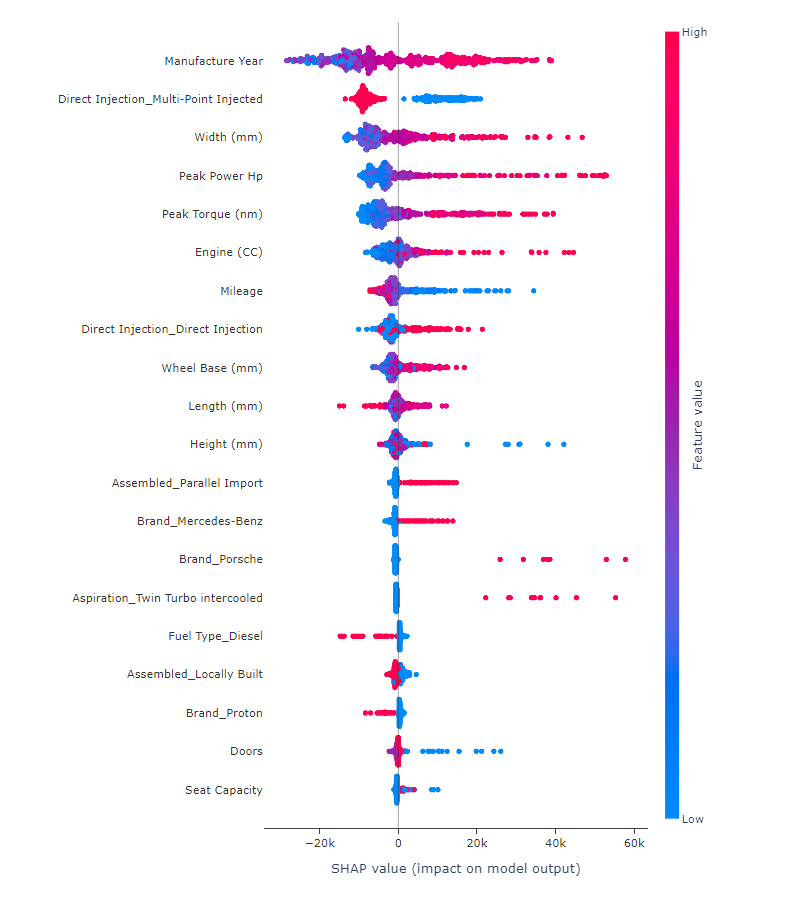 High
Manufacture Year
Direct Injection_Multi-Point Injected
Width (mm)
Peak Power Hp
Peak Torque (nm)
Engine (CC)
Mileage
Direct Injection_Direct Injection
Wheel Base (mm)
Length (mm)
Height (mm)
Assembled_Parallel Import
Brand_Mercedes-Benz
Brand_Porsche
Aspiration_Twin Turbo intercooled
Fuel Type_Diesel
Assembled_Locally Built
Brand_Proton
Doors
Seat Capacity
Feature value
Low
−20k 0 20k 40k 60k
SHAP value (impact on model output)